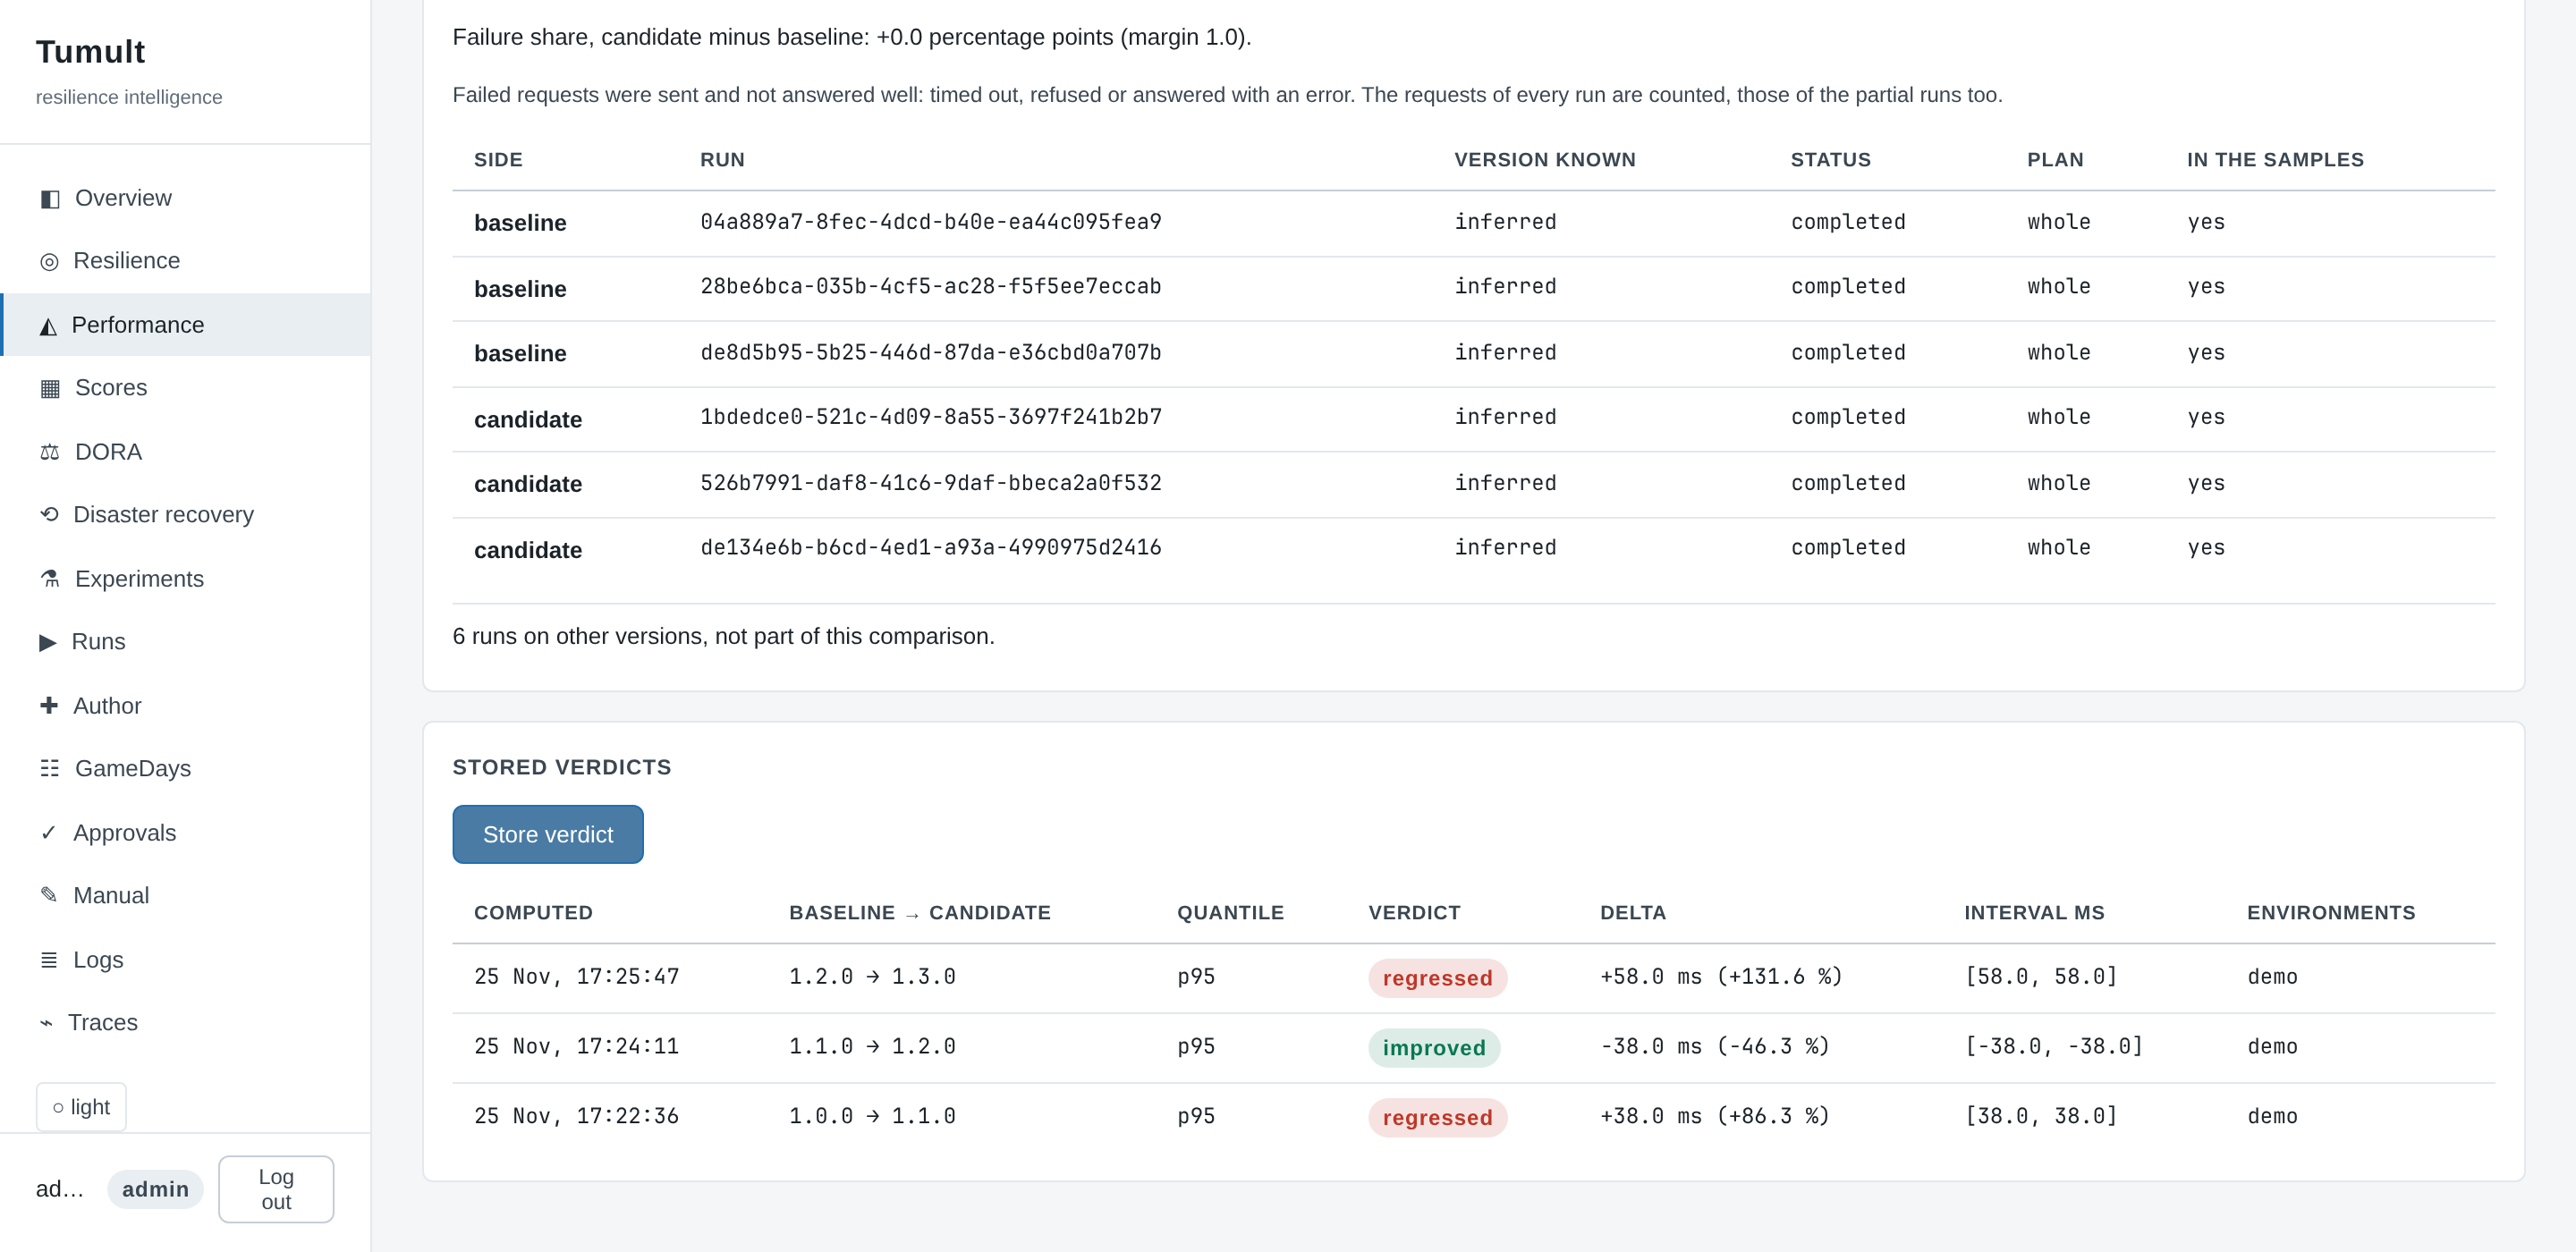 Tumult
resilience intelligence
Overview
Resilience
Performance
Scores
DORA
Disaster recovery
Experiments
Runs
Author
GameDays
Approvals
Manual
Logs
Traces
○ light
ad… admin Log out
Failure share, candidate minus baseline: +0.0 percentage points (margin 1.0).
Failed requests were sent and not answered well: timed out, refused or answered with an error. The requests of every run are counted, those of the partial runs too.
SIDE RUN VERSION KNOWN STATUS PLAN IN THE SAMPLES
baseline 04a889a7-8fec-4dcd-b40e-ea44c095fea9 inferred completed whole yes
baseline 28be6bca-035b-4cf5-ac28-f5f5ee7eccab inferred completed whole yes
baseline de8d5b95-5b25-446d-87da-e36cbd0a707b inferred completed whole yes
candidate 1bdedce0-521c-4d09-8a55-3697f241b2b7 inferred completed whole yes
candidate 526b7991-daf8-41c6-9daf-bbeca2a0f532 inferred completed whole yes
candidate de134e6b-b6cd-4ed1-a93a-4990975d2416 inferred completed whole yes
6 runs on other versions, not part of this comparison.
STORED VERDICTS
Store verdict
COMPUTED BASELINE → CANDIDATE QUANTILE VERDICT DELTA INTERVAL MS ENVIRONMENTS
25 Nov, 17:25:47 1.2.0 → 1.3.0 p95 regressed +58.0 ms (+131.6 %) [58.0, 58.0] demo
25 Nov, 17:24:11 1.1.0 → 1.2.0 p95 improved -38.0 ms (-46.3 %) [-38.0, -38.0] demo
25 Nov, 17:22:36 1.0.0 → 1.1.0 p95 regressed +38.0 ms (+86.3 %) [38.0, 38.0] demo